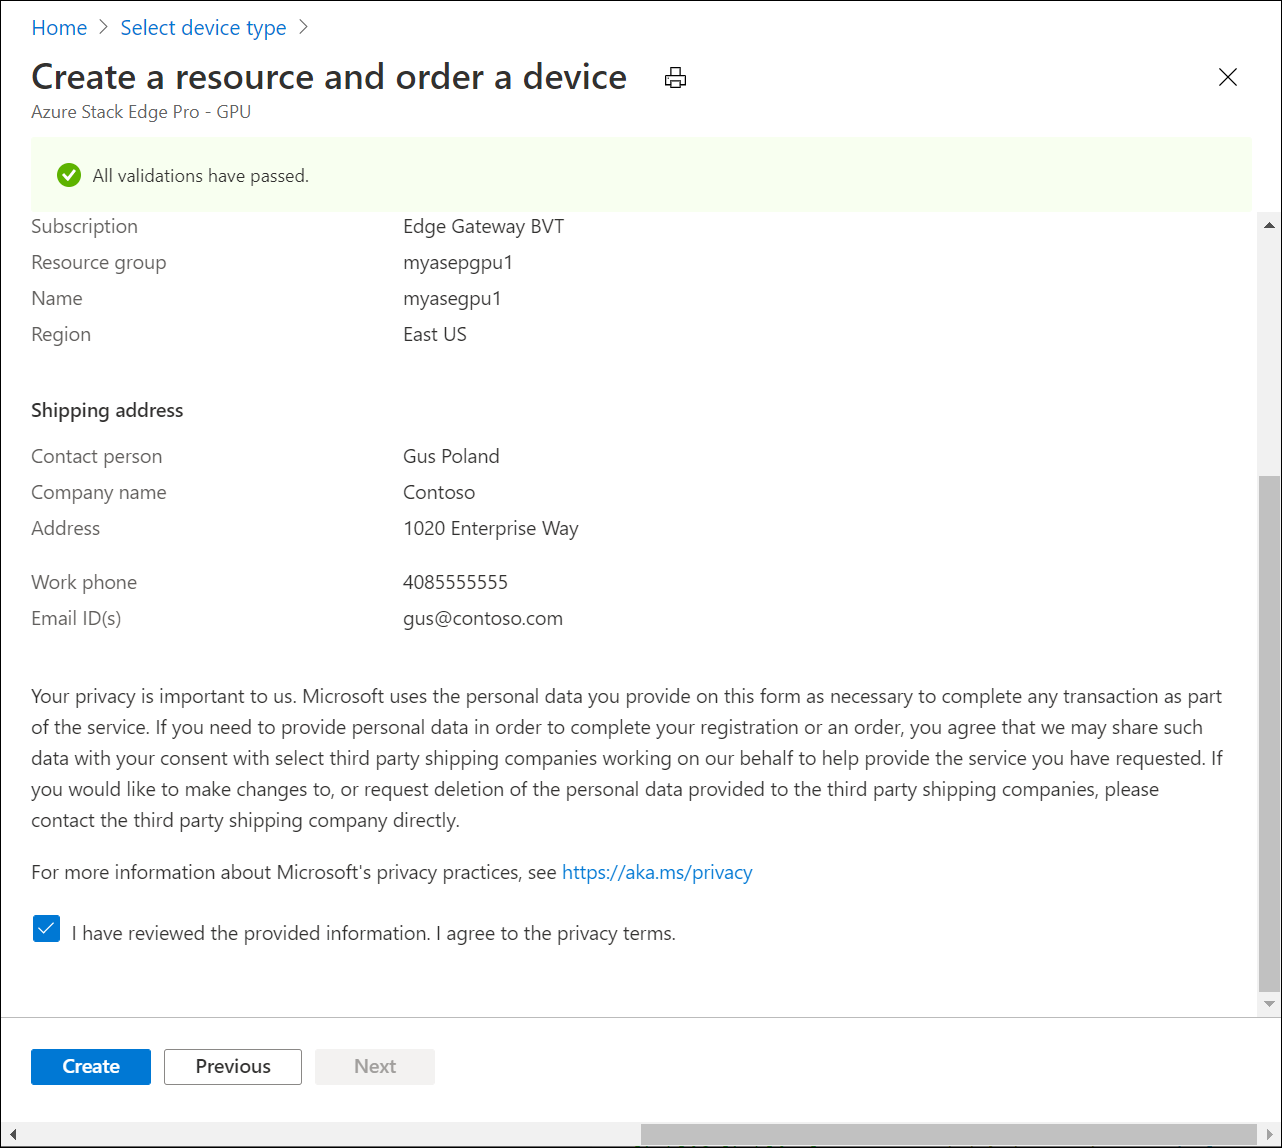 Home > Select device type >
Create a resource and order a device
Azure Stack Edge Pro - GPU
All validations have passed.
Subscription Edge Gateway BVT
Resource group myasepgpu1
Name myasegpu1
Region East US
Shipping address
Contact person Gus Poland
Company name Contoso
Address 1020 Enterprise Way
Work phone 4085555555
Email ID(s) gus@contoso.com
Your privacy is important to us. Microsoft uses the personal data you provide on this form as necessary to complete any transaction as part
of the service. If you need to provide personal data in order to complete your registration or an order, you agree that we may share such
data with your consent with select third party shipping companies working on our behalf to help provide the service you have requested. If
you would like to make changes to, or request deletion of the personal data provided to the third party shipping companies, please
contact the third party shipping company directly.
For more information about Microsoft's privacy practices, see https://aka.ms/privacy
I have reviewed the provided information. I agree to the privacy terms.
Create Previous Next